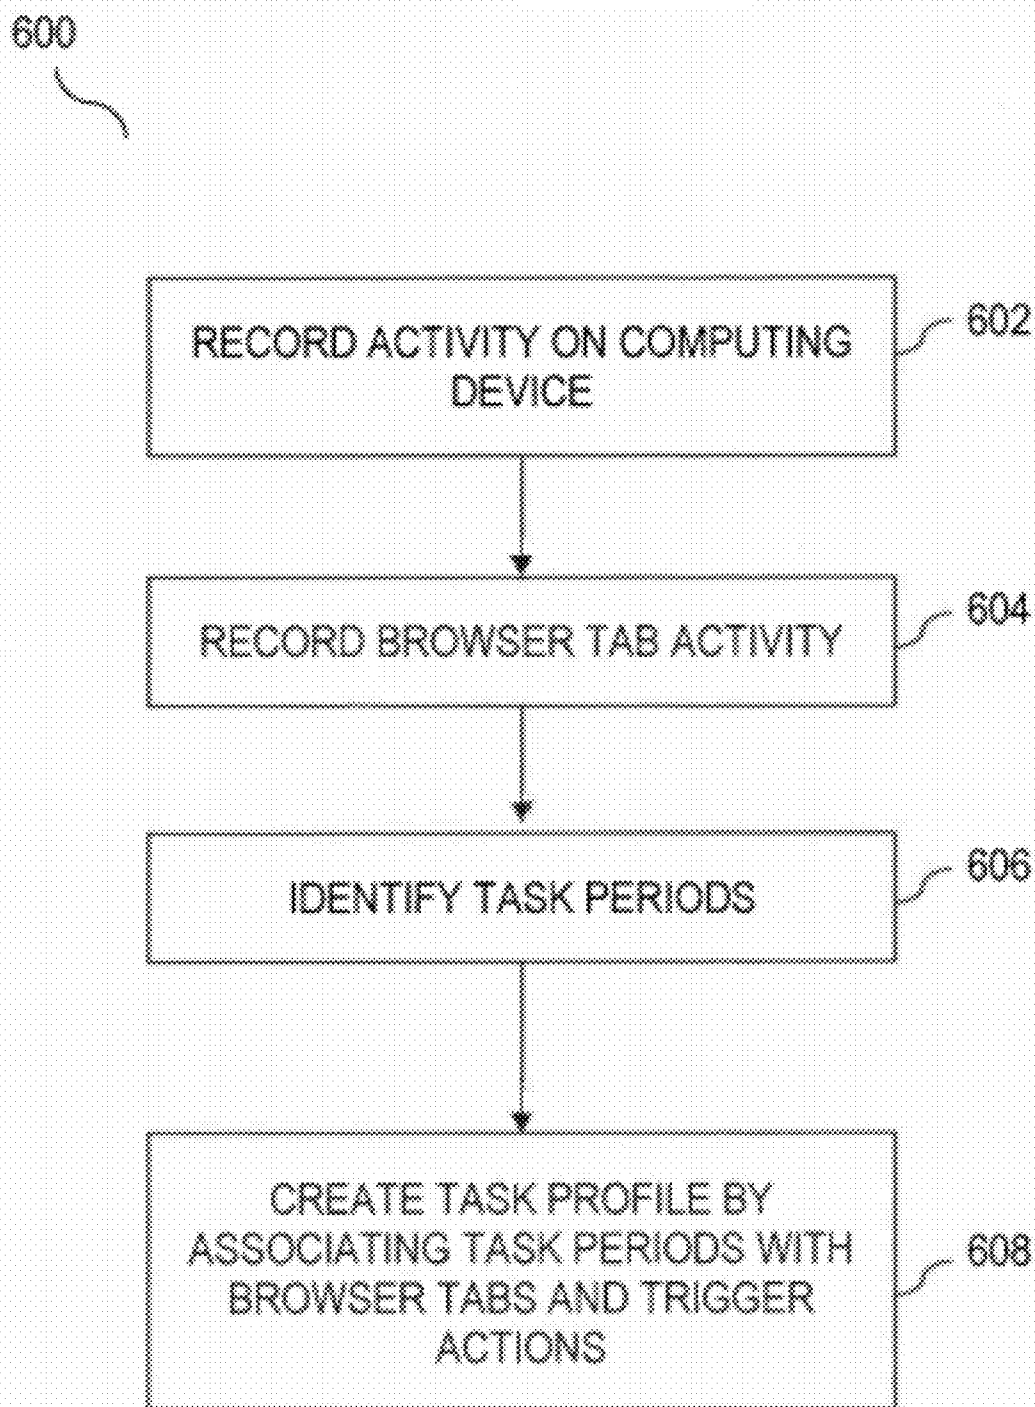 600
RECORD ACTIVITY ON COMPUTING
DEVICE
602
RECORD BROWSER TAB ACTIVITY
604
IDENTIFY TASK PERIODS
606
CREATE TASK PROFILE BY
ASSOCIATING TASK PERIODS WITH
BROWSER TABS AND TRIGGER
ACTIONS
608